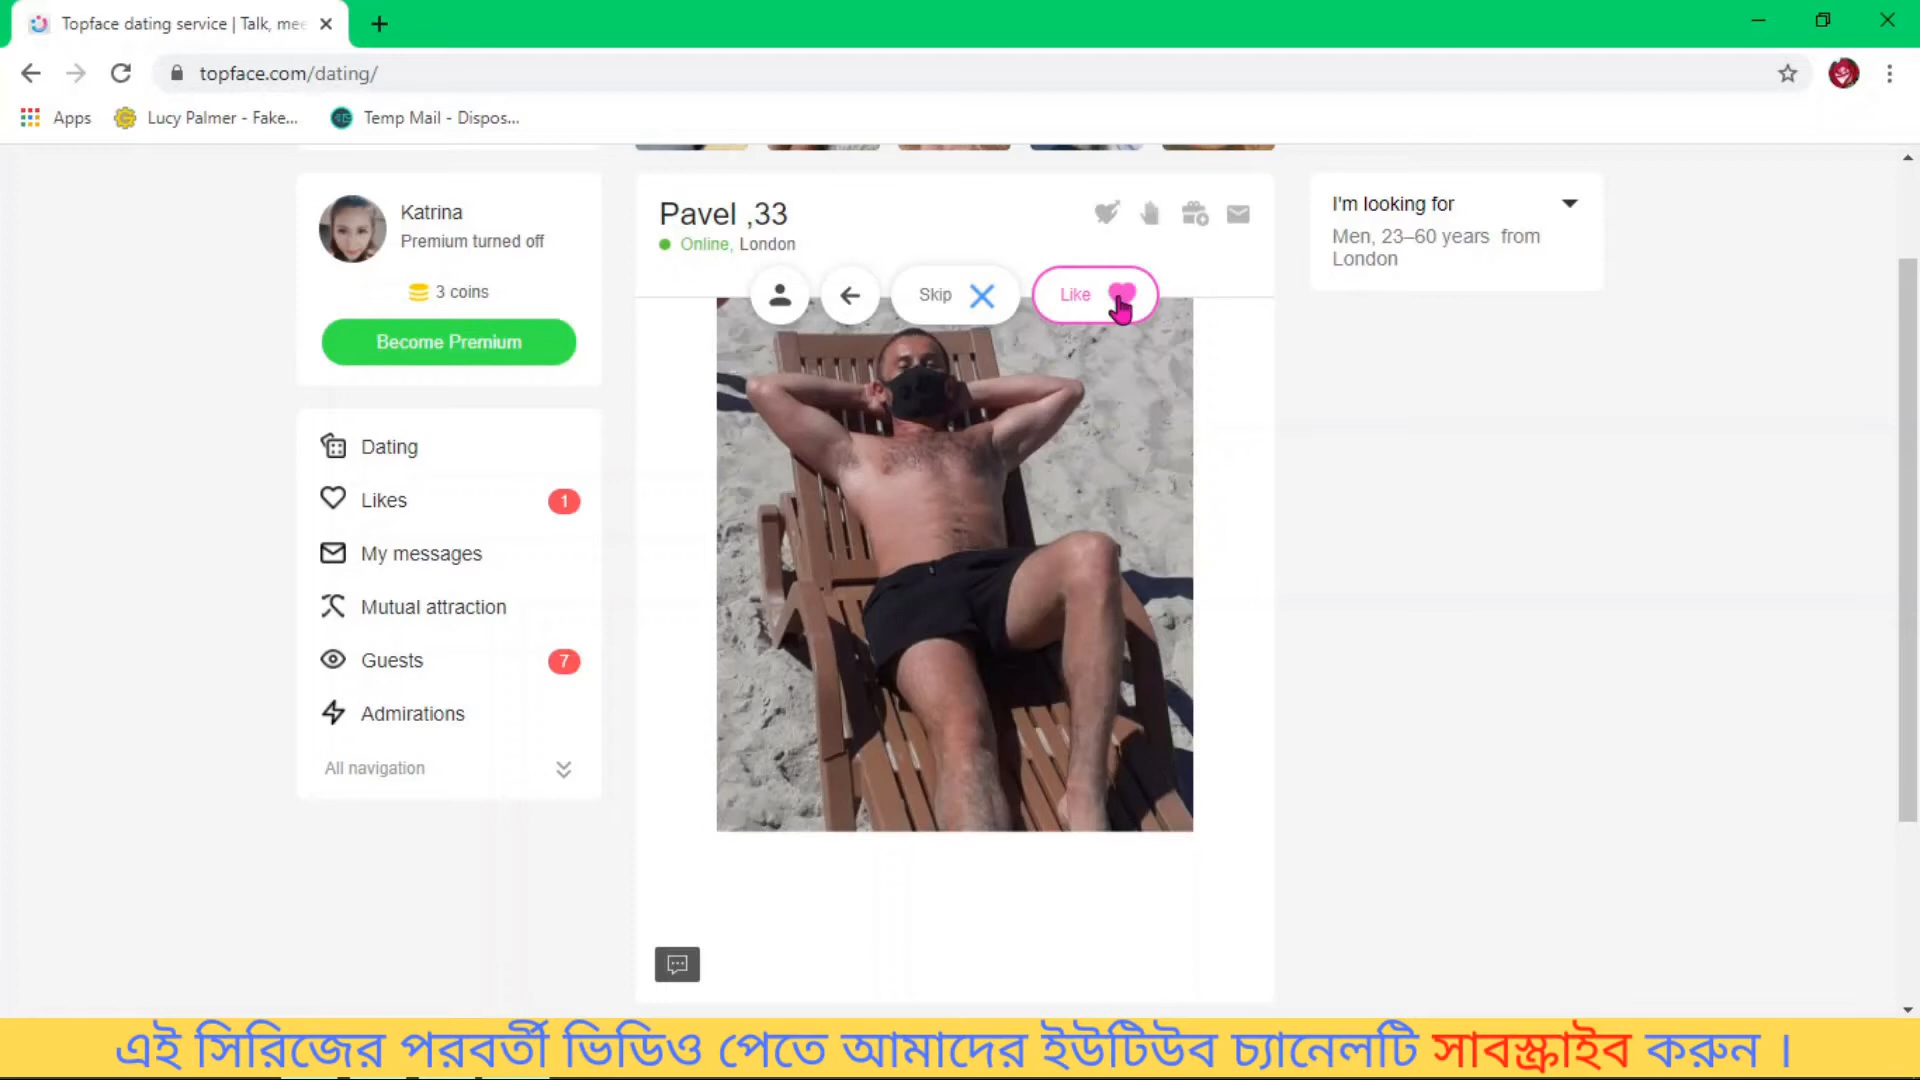 Topface dating service | Talk, mee
topface.com/dating/
Apps
Lucy Palmer - Fake...
Temp Mail - Dispos...
Katrina
Premium turned off
3 coins
Become Premium
Dating
Likes
1
My messages
Mutual attraction
Guests
7
Admirations
All navigation
Pavel ,33
Online, London
Skip
Like
I'm looking for
Men, 23–60 years from
London
এই সিরিজের পরবর্তী ভিডিও পেতে আমাদের ইউটিউব চ্যানেলটি সাবস্ক্রাইব করুন ।